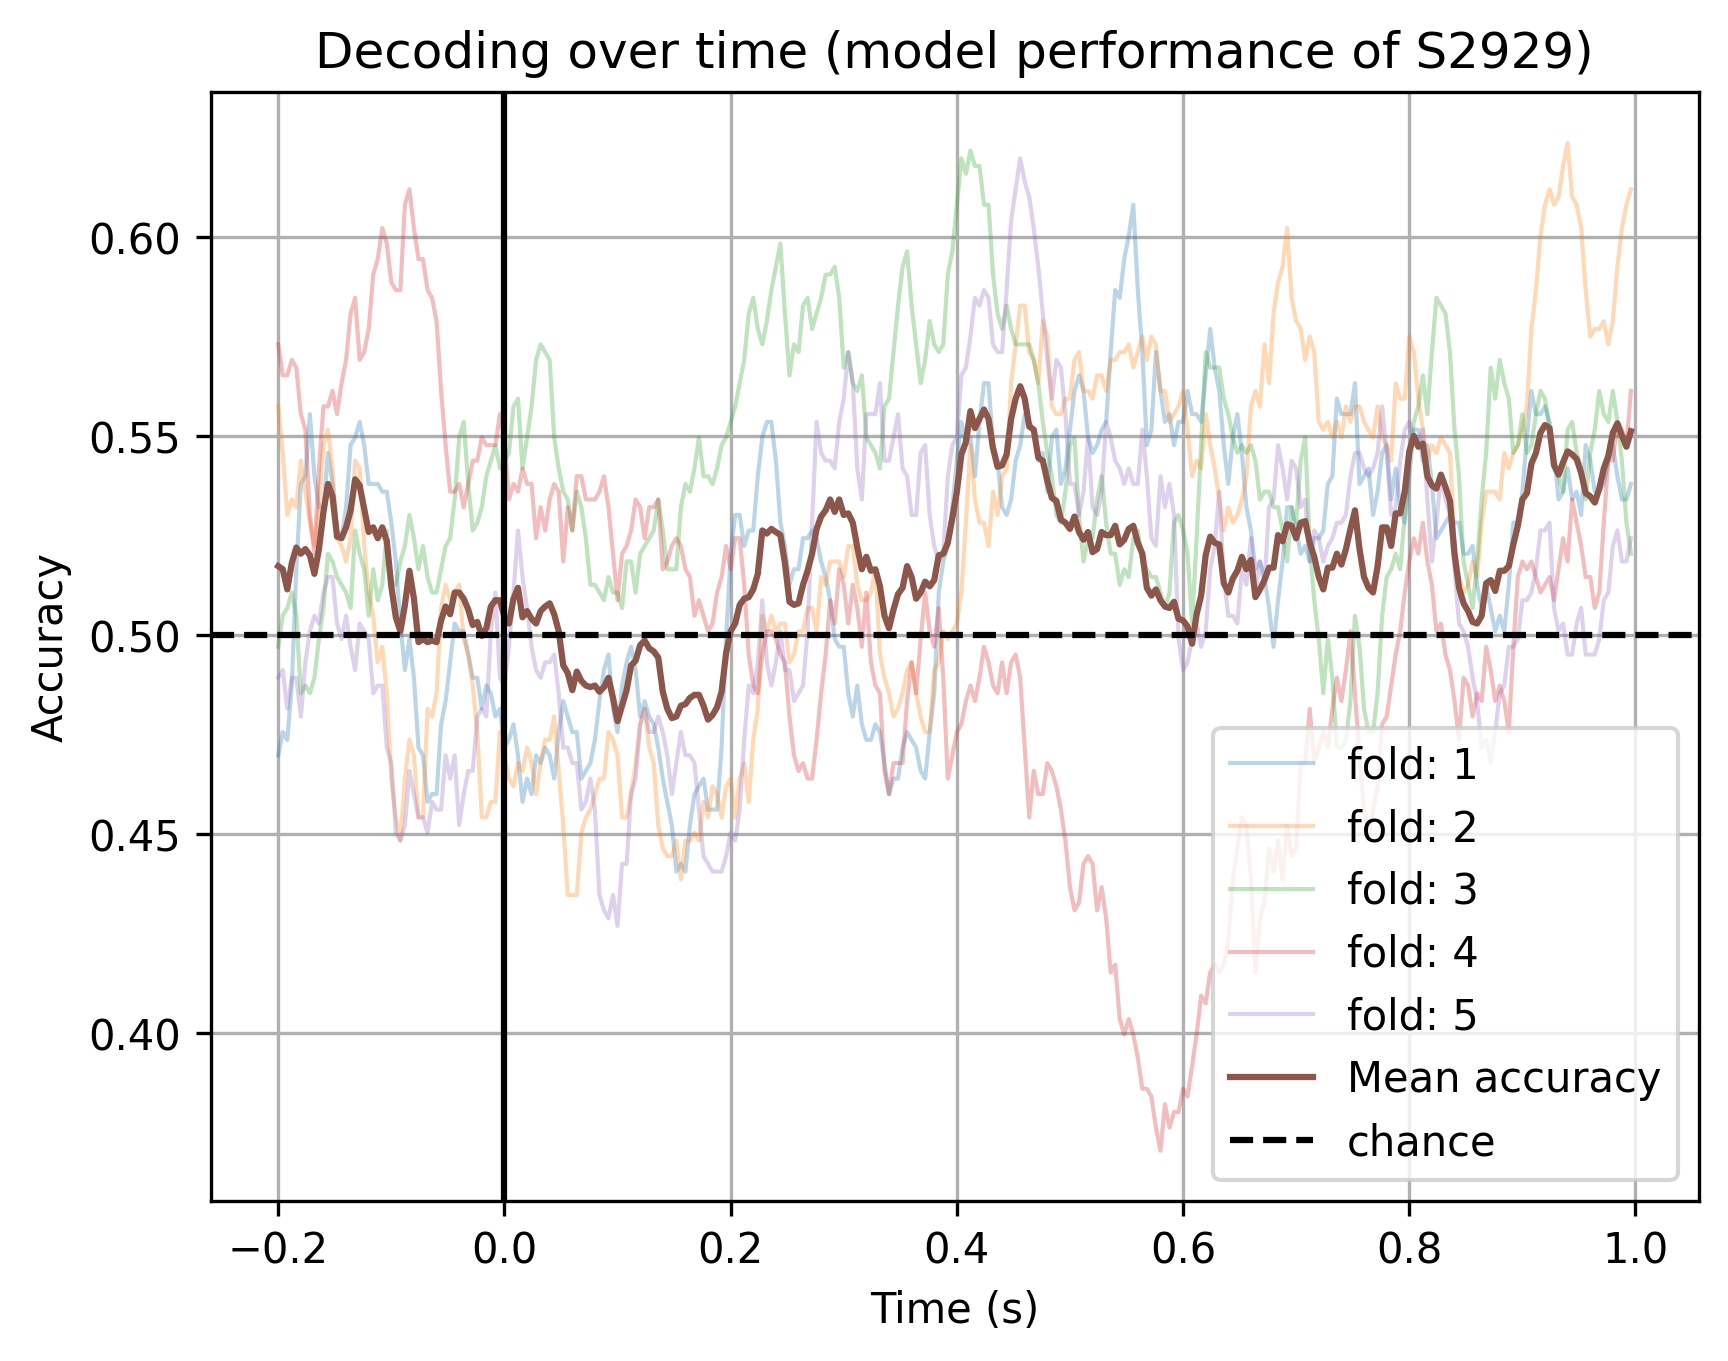 Decoding over time (model performance of S2929)
Accuracy
0.60
0.55
0.50
0.45
0.40
−0.2 0.0 0.2 0.4 0.6 0.8 1.0
Time (s)
fold: 1
fold: 2
fold: 3
fold: 4
fold: 5
Mean accuracy
chance